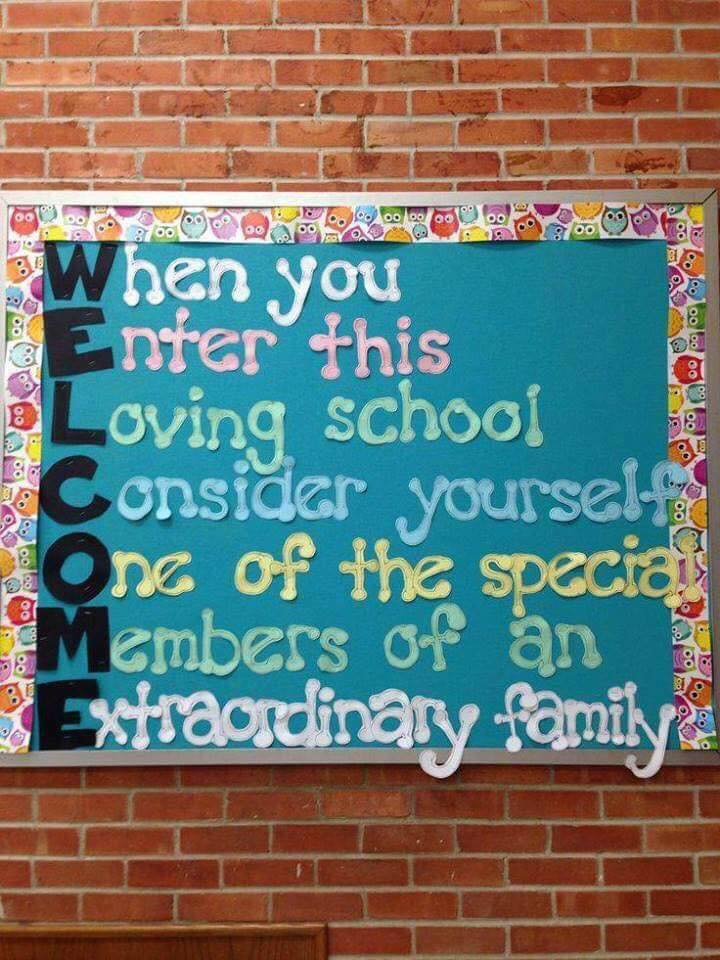 When you
Enter this
Loving school
Consider yourself
One of the special
Members of an
Extraordinary family